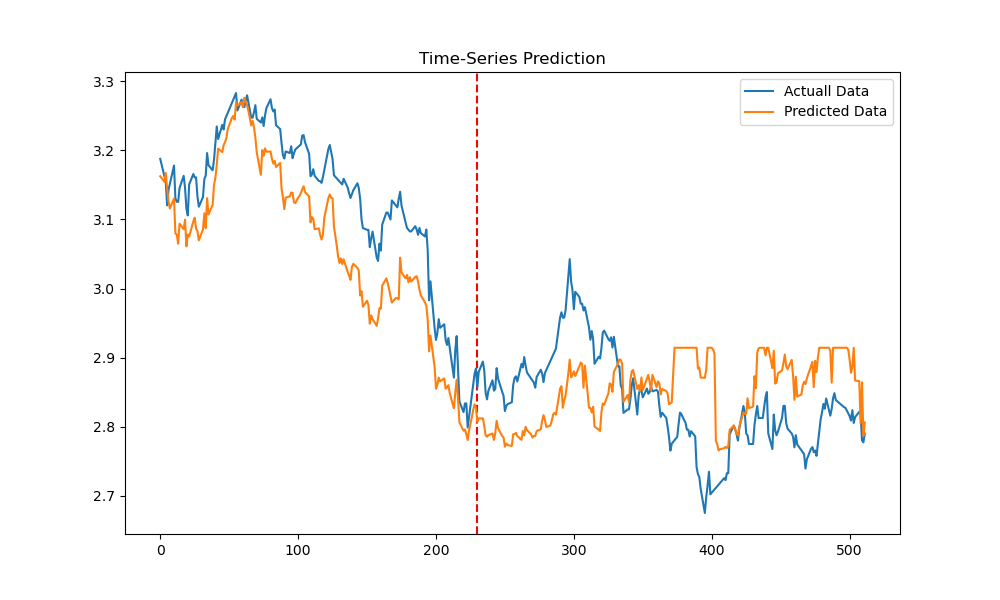 Time-Series Prediction
Actuall Data
Predicted Data
3.3
3.2
3.1
3.0
2.9
2.8
2.7
0 100 200 300 400 500